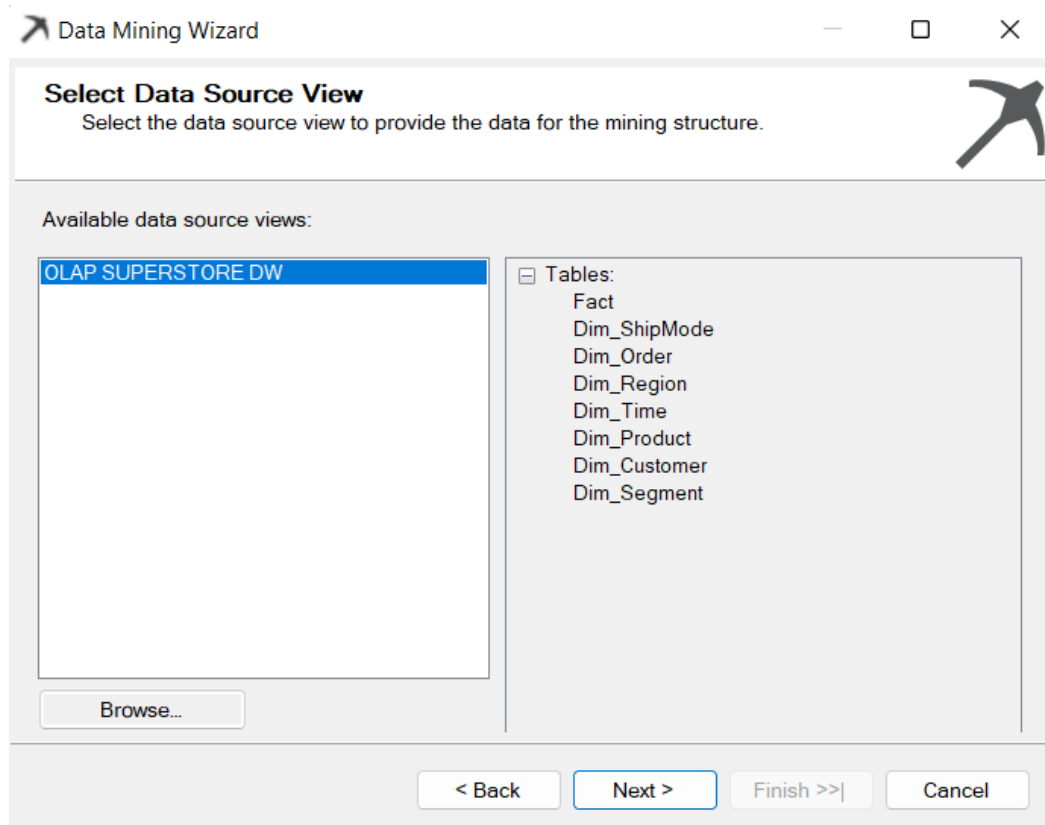 Data Mining Wizard
Select Data Source View
Select the data source view to provide the data for the mining structure.
Available data source views:
OLAP SUPERSTORE DW
Tables:
Fact
Dim_ShipMode
Dim_Order
Dim_Region
Dim_Time
Dim_Product
Dim_Customer
Dim_Segment
Browse...
< Back
Next >
Finish >>|
Cancel